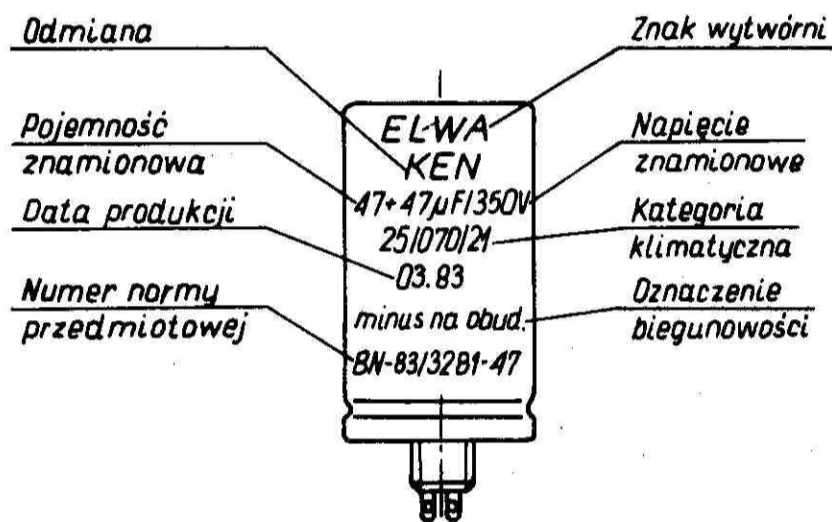 Odmiana
Znak wytwórni
Pojemność
znamionowa
Data produkcji
Numer normy
przedmiotowej
ELWA
KEN
47+47µF/350V
25/070/21
03.83
minus na obud.
BN-83/3281-47
Napięcie
znamionowe
Kategoria
klimatyczna
Oznaczenie
biegunowości